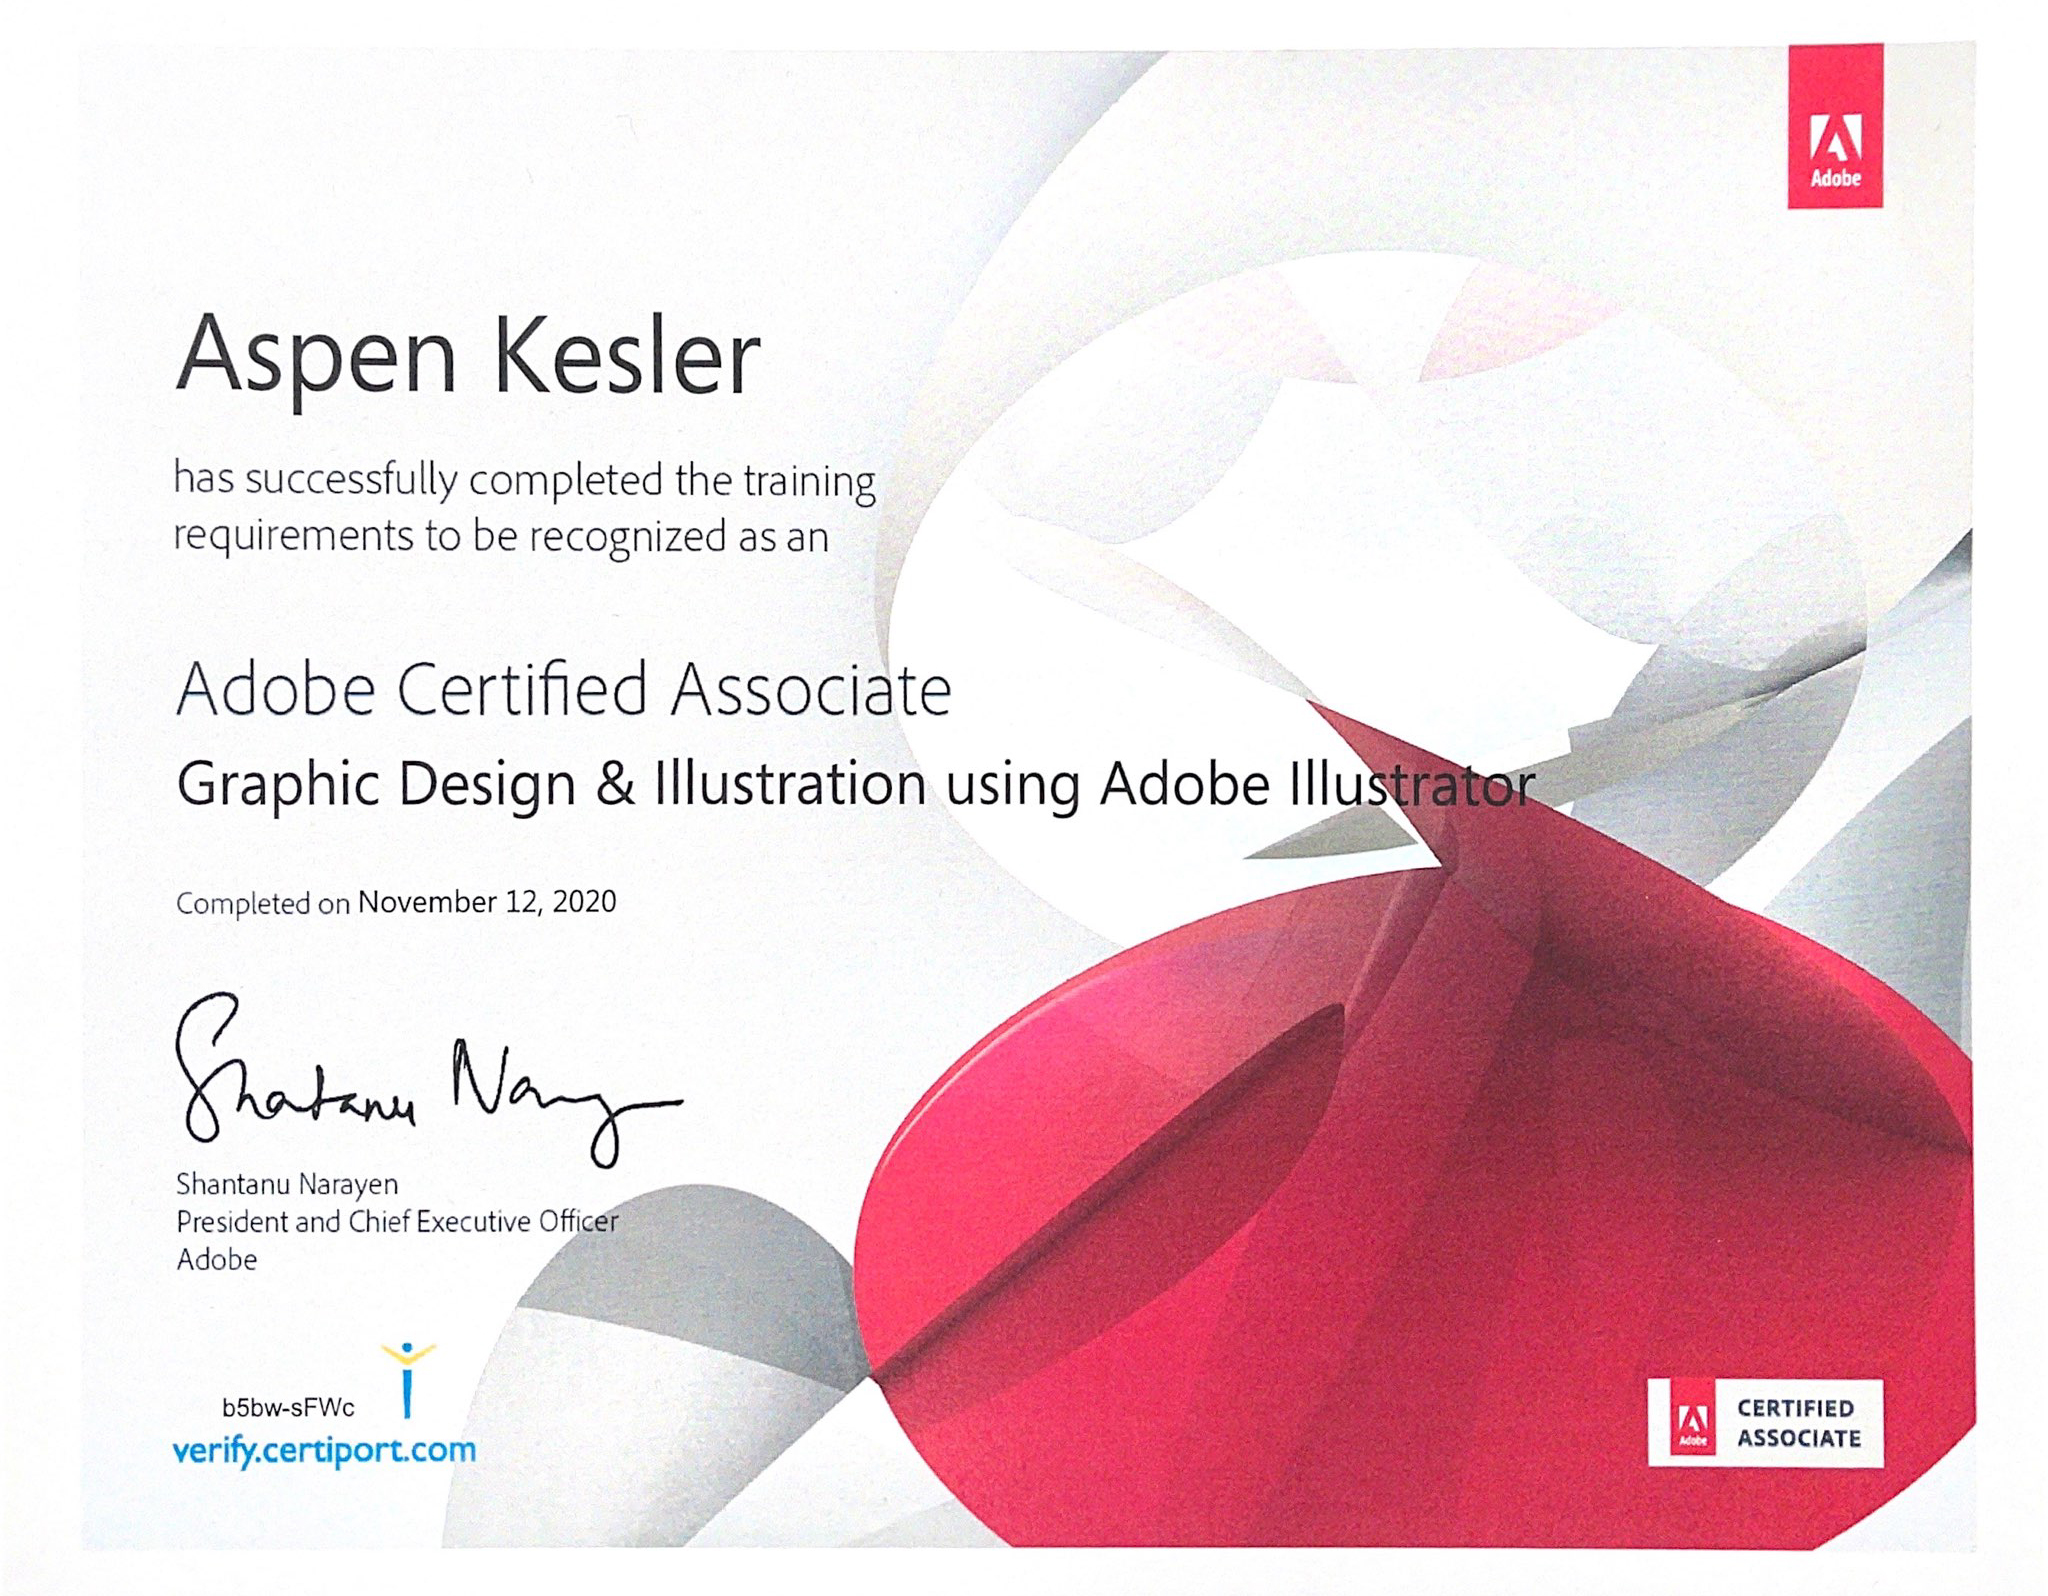 Adobe
Aspen Kesler
has successfully completed the training
requirements to be recognized as an
Adobe Certified Associate
Graphic Design & Illustration using Adobe Illustrator
Completed on November 12, 2020
Shantanu Narayen
President and Chief Executive Officer
Adobe
b5bw-sFWc
verify.certiport.com
Adobe
CERTIFIED
ASSOCIATE